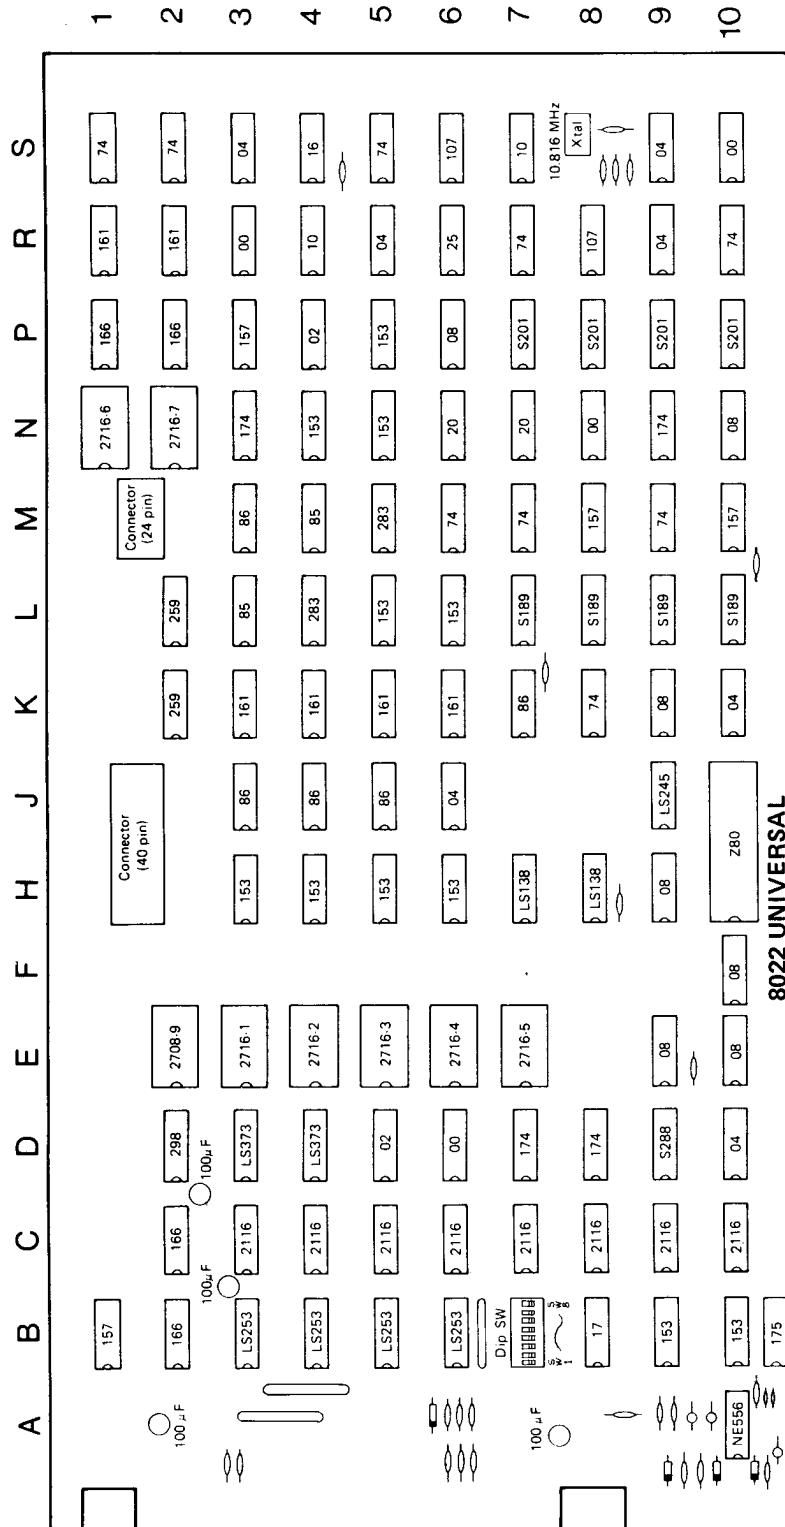 1 2 3 4 5 6 7 8 9 10
S 74 74 04 16 74 107 10 10.816 MHz Xtal 04 00
R 161 161 00 10 04 25 74 107 04 74
P 166 166 157 02 153 08 S201 S201 S201 S201
N 2716-6 2716-7 174 153 153 20 20 00 174 08
M Connector (24 pin) 86 85 283 74 74 157 74 157
L 259 85 283 153 153 S189 S189 S189 S189
K 259 161 161 161 161 86 74 08 04
J 86 86 86 04 LS245
Connector (40 pin) Z80
H 153 153 153 153 LS138 LS138 08
8022 UNIVERSAL
F 08
E 2708-9 2716-1 2716-2 2716-3 2716-4 2716-5 08 08
D 298 LS373 LS373 02 00 174 174 S288 04
100µF
C 166 2116 2116 2116 2116 2116 2116 2116 2116
100µF
B 157 166 LS253 LS253 LS253 LS253 Dip SW SW1 SW8 17 153 153 175
A 100 µF 100 µF NE556